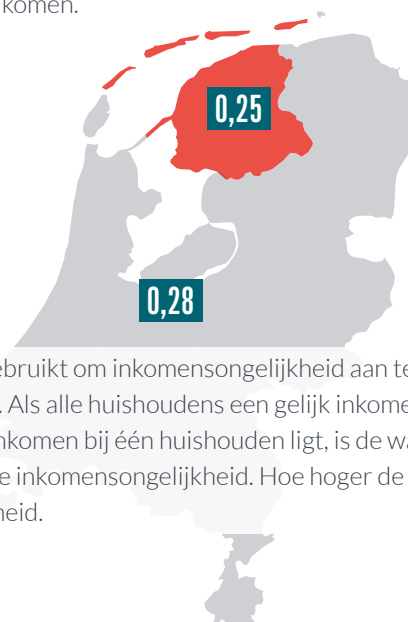 komen.
0,25
0,28
ebruikt om inkomensongelijkheid aan te
. Als alle huishoudens een gelijk inkome
nkomen bij één huishouden ligt, is de wa
e inkomensongelijkheid. Hoe hoger de
heid.